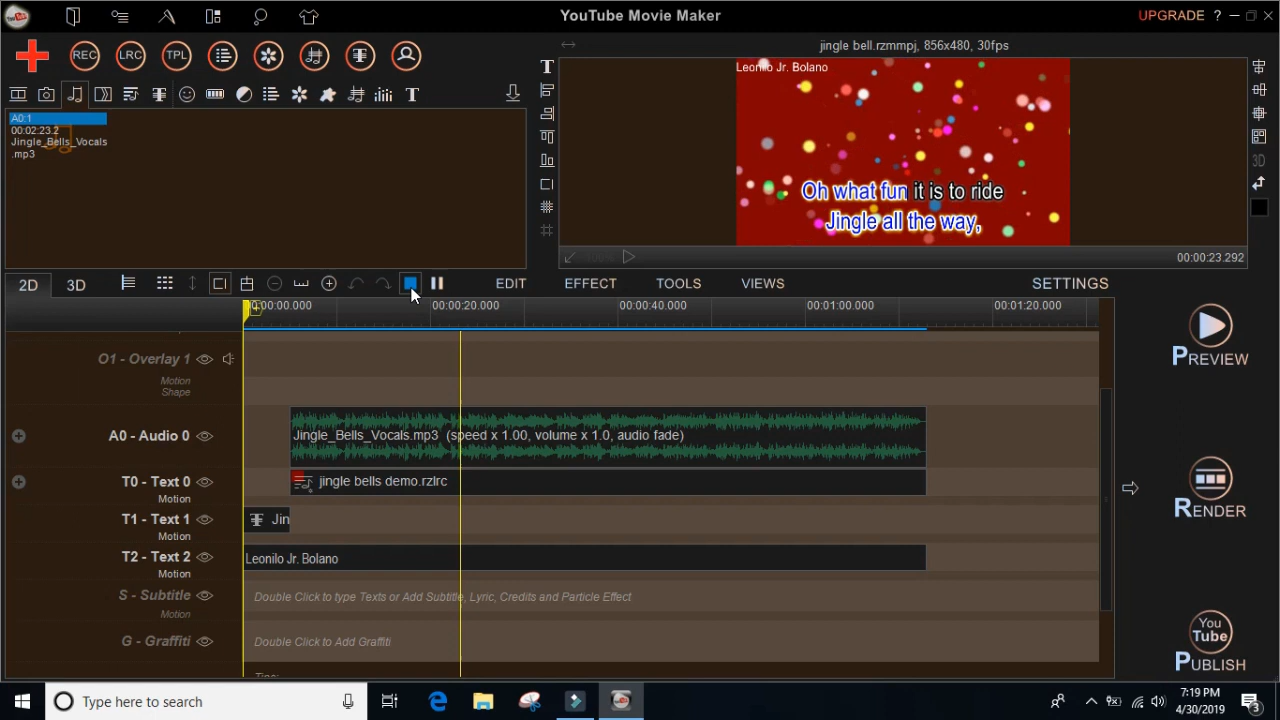 YouTube Movie Maker
UPGRADE ?
REC LRC TPL
jingle bell.rzmmpj, 856x480, 30fps
Leonilo Jr. Bolano
Oh what fun it is to ride
Jingle all the way,
A0:1
00:02:23.2
Jingle_Bells_Vocals
.mp3
3D
100%
00:00:23.292
2D 3D
EDIT EFFECT TOOLS VIEWS SETTINGS
00:00:20.000 00:00:40.000 00:01:00.000 00:01:20.000
O1 - Overlay 1
Motion
Shape
A0 - Audio 0
Jingle_Bells_Vocals.mp3 (speed x 1.00, volume x 1.0, audio fade)
T0 - Text 0
jingle bells demo.rzlrc
Motion
T1 - Text 1
Jin
Motion
T2 - Text 2
Leonilo Jr. Bolano
Motion
S - Subtitle
Double Click to type Texts or Add Subtitle, Lyric, Credits and Particle Effect
Motion
G - Graffiti
Double Click to Add Graffiti
PREVIEW
RENDER
You
Tube
PUBLISH
Type here to search
7:19 PM
4/30/2019
3